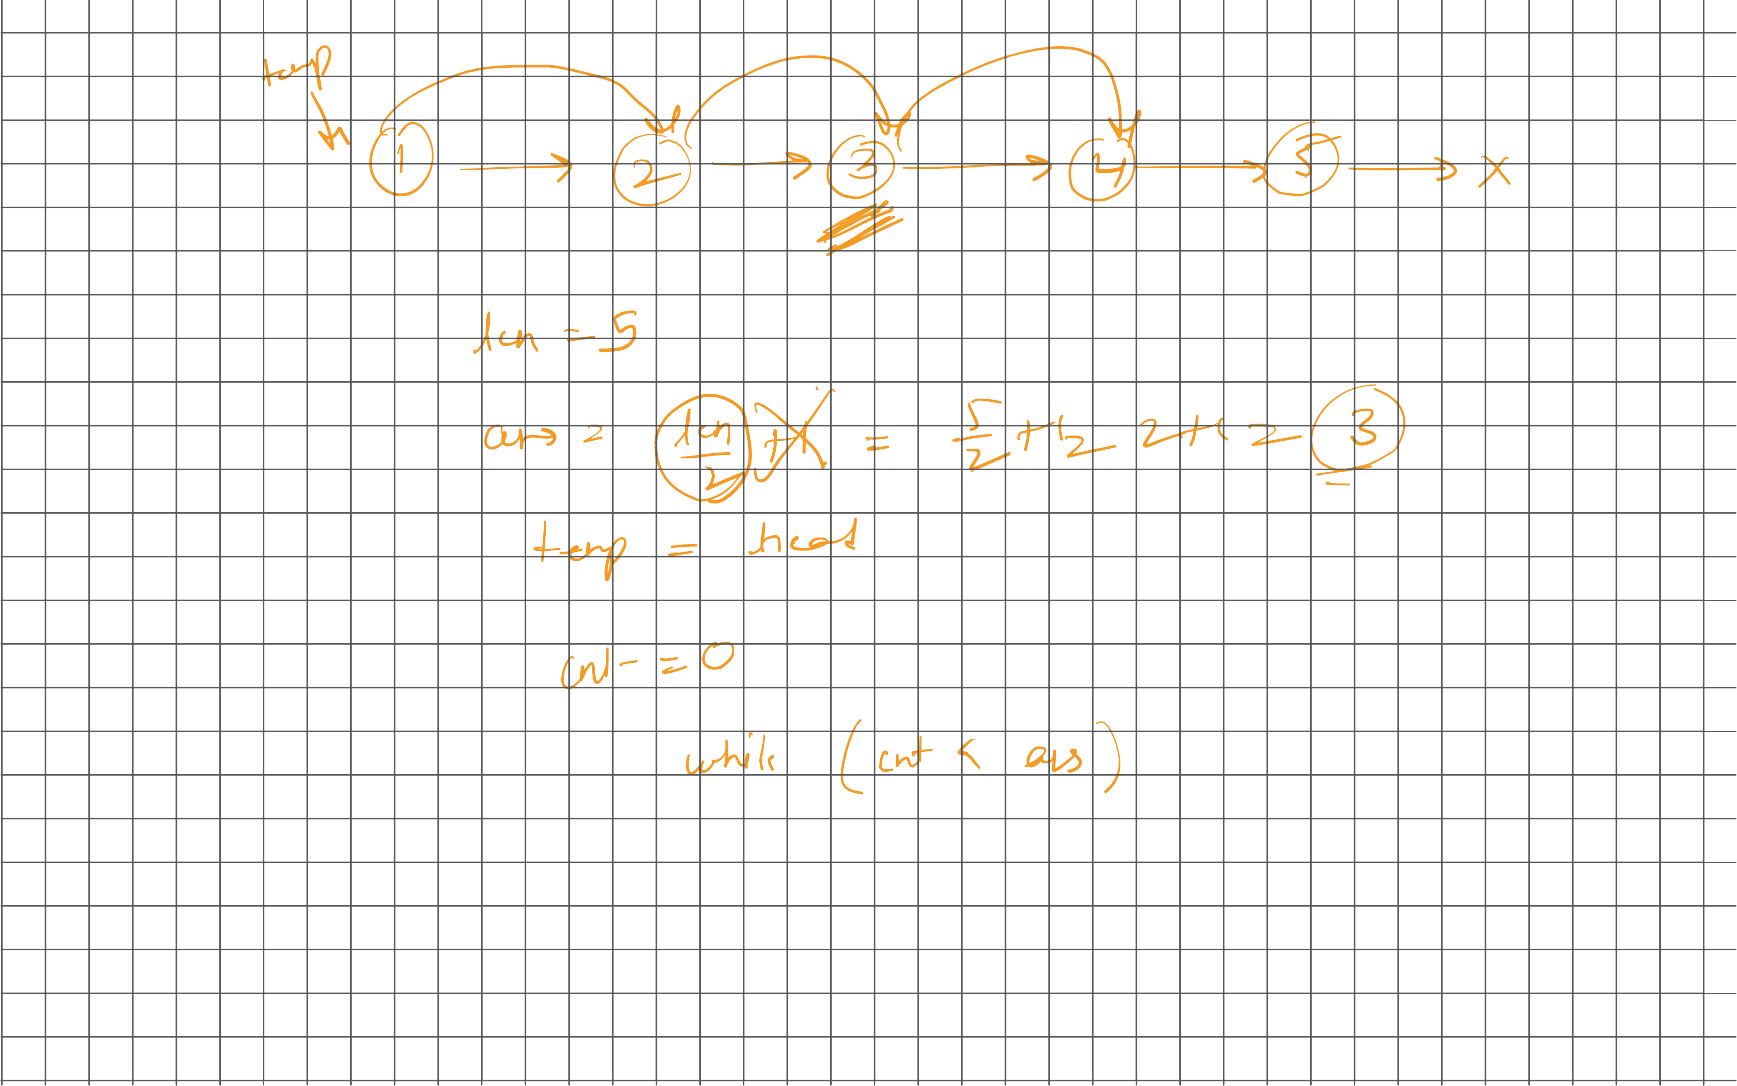 temp
1 → 2 → 3 → 4 → 5 → X
len = 5
ans = len/2 +1 = 5/2 + 1 = 2 + 1 = 3
temp = head
cnt = 0
while (cnt < ans)